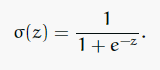 σ(z) = 1 / (1 + e^{-z}).